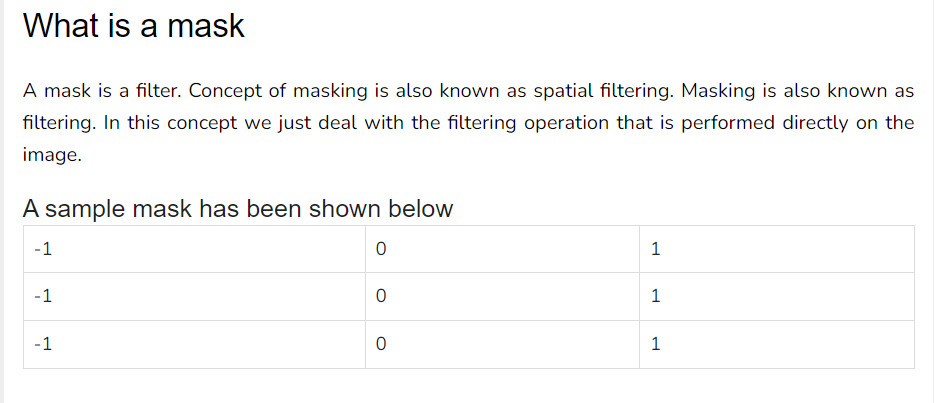 What is a mask
A mask is a filter. Concept of masking is also known as spatial filtering. Masking is also known as
filtering. In this concept we just deal with the filtering operation that is performed directly on the
image.
A sample mask has been shown below
-1 0 1
-1 0 1
-1 0 1